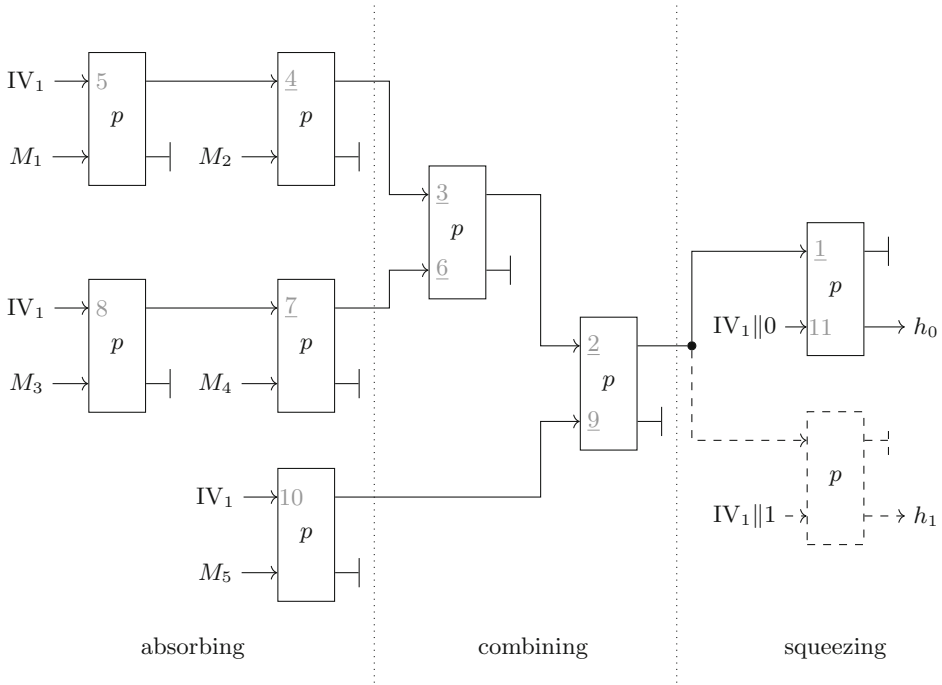 IV₁ 5 p 4 p
M₁ M₂
3 p
6
IV₁ 8 p 7 p
M₃ M₄
2 p
9
IV₁ 10 p
M₅
1 p
IV₁∥0 11 h₀
p
IV₁∥1 h₁
absorbing combining squeezing